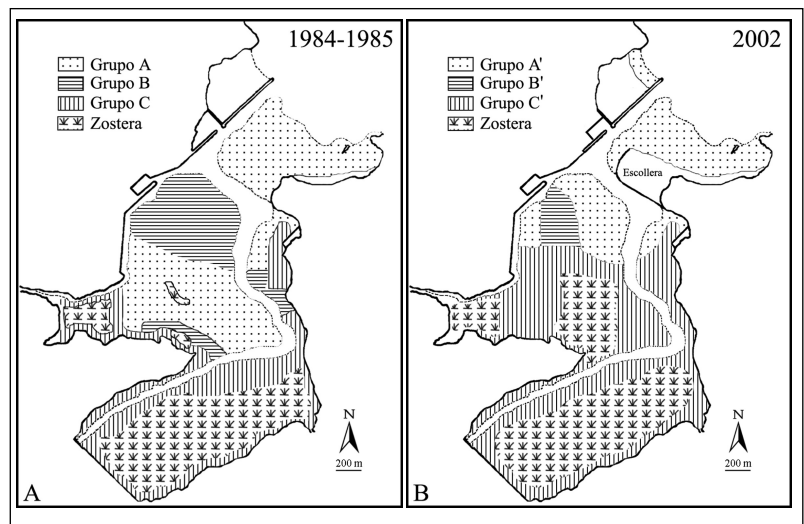 1984-1985
Grupo A
Grupo B
Grupo C
Zostera
N
200 m
A
2002
Grupo A'
Grupo B'
Grupo C'
Zostera
Escollera
N
200 m
B